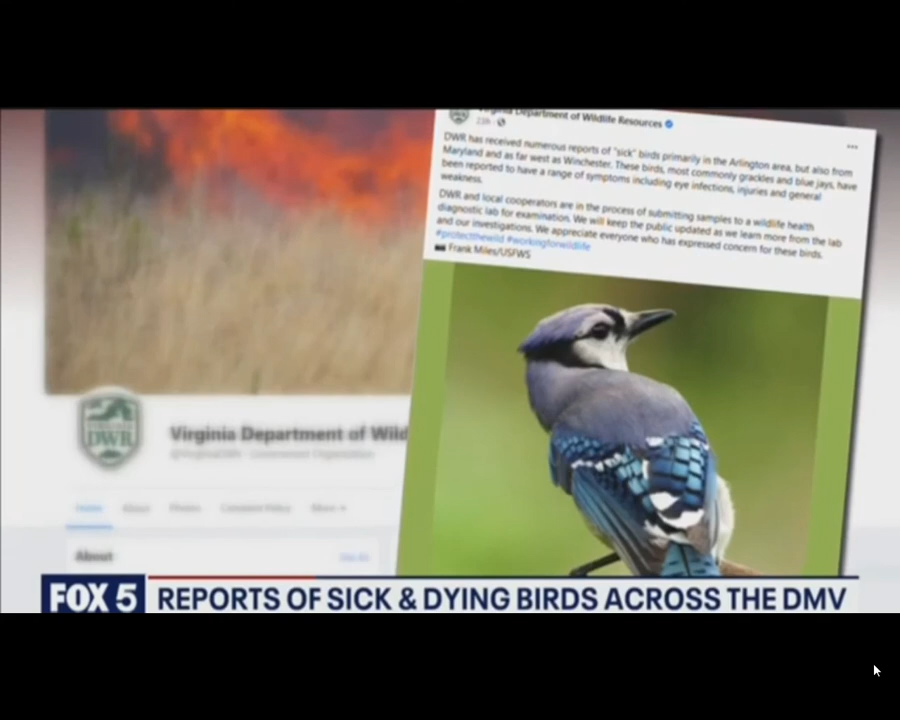 Virginia Department of Wildlife Resources
23h
DWR has received numerous reports of "sick" birds primarily in the Arlington area, but also from
Maryland and as far west as Winchester. These birds, most commonly grackles and blue jays, have
been reported to have a range of symptoms including eye infections, injuries and general
weakness.
DWR and local cooperators are in the process of submitting samples to a wildlife health
diagnostic lab for examination. We will keep the public updated as we learn more from the lab
and our investigations. We appreciate everyone who has expressed concern for these birds.
#protectthewild #workingforwildlife
Frank Miles/USFWS
VIRGINIA
DWR
Virginia Department of Wild
Home About Photos More
About
FOX 5 REPORTS OF SICK & DYING BIRDS ACROSS THE DMV